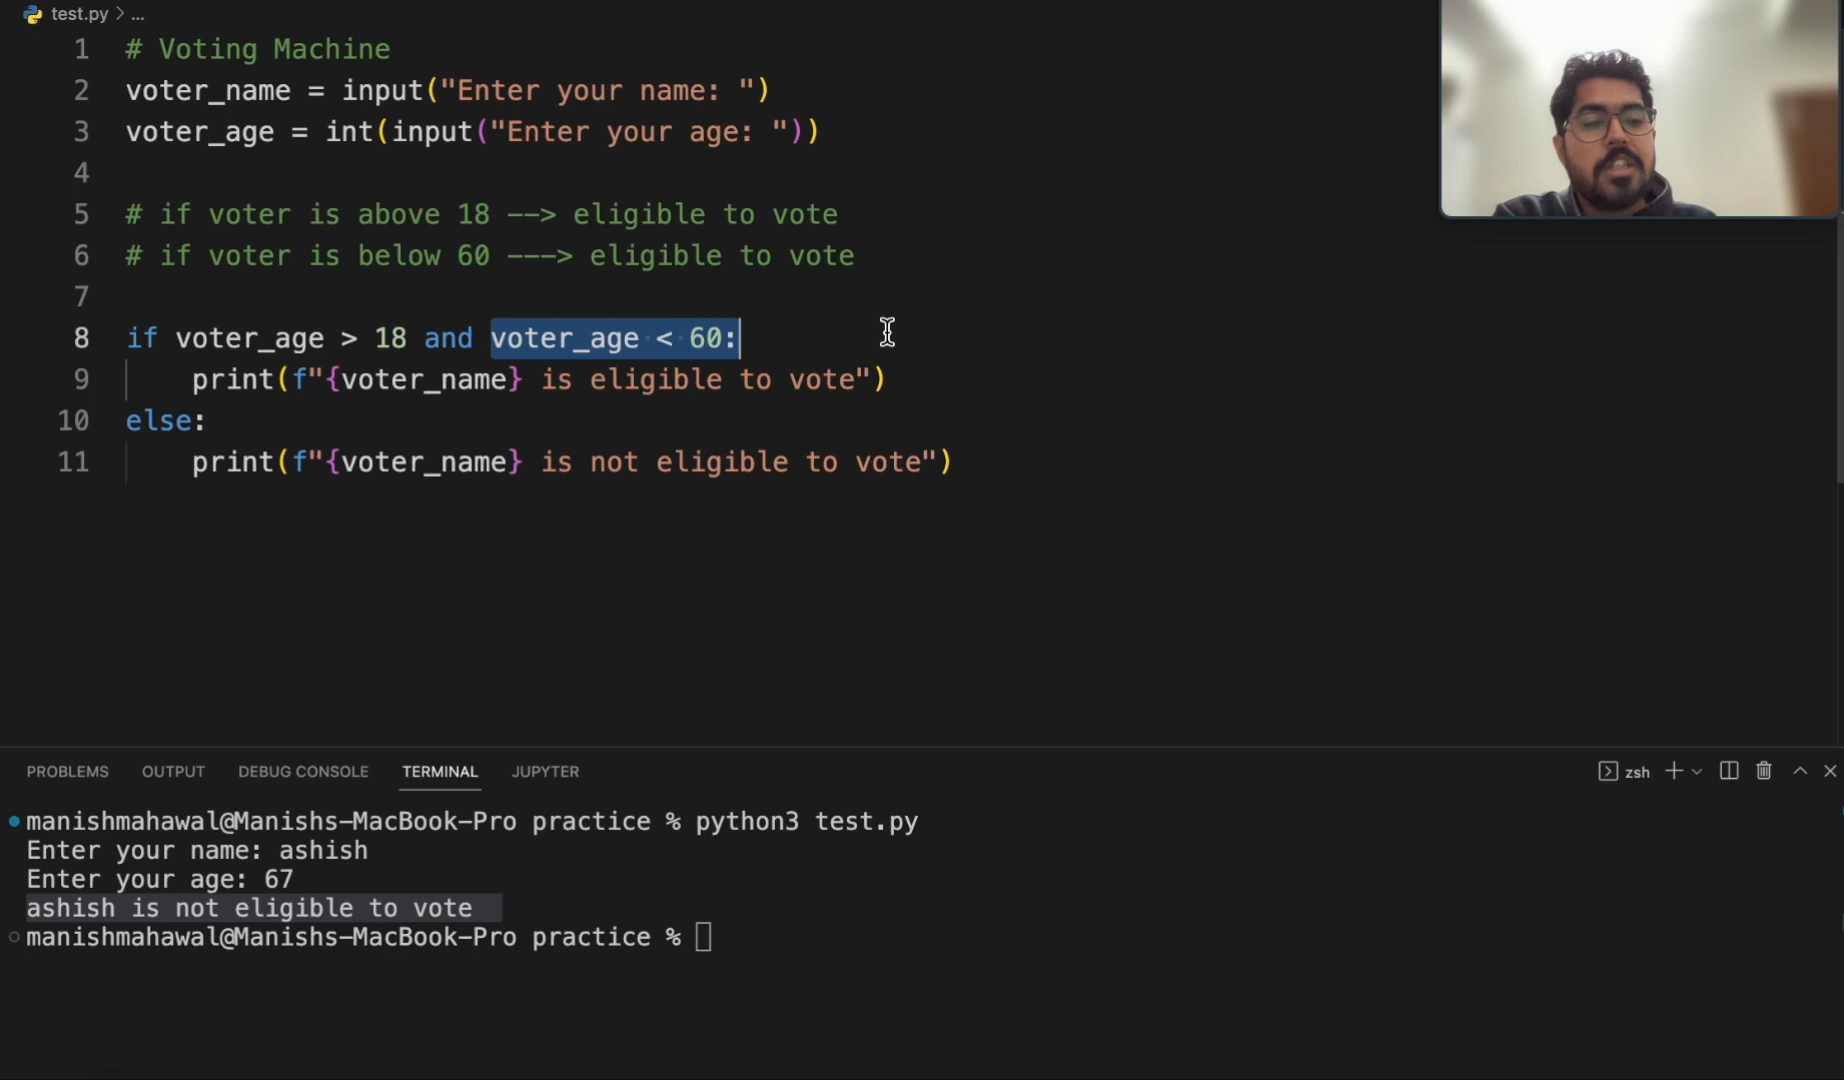 test.py > ...
1 # Voting Machine
2 voter_name = input("Enter your name: ")
3 voter_age = int(input("Enter your age: "))
4
5 # if voter is above 18 --> eligible to vote
6 # if voter is below 60 ---> eligible to vote
7
8 if voter_age > 18 and voter_age < 60:
9     print(f"{voter_name} is eligible to vote")
10 else:
11     print(f"{voter_name} is not eligible to vote")
PROBLEMS OUTPUT DEBUG CONSOLE TERMINAL JUPYTER zsh
manishmahawal@Manishs-MacBook-Pro practice % python3 test.py
Enter your name: ashish
Enter your age: 67
ashish is not eligible to vote
manishmahawal@Manishs-MacBook-Pro practice %